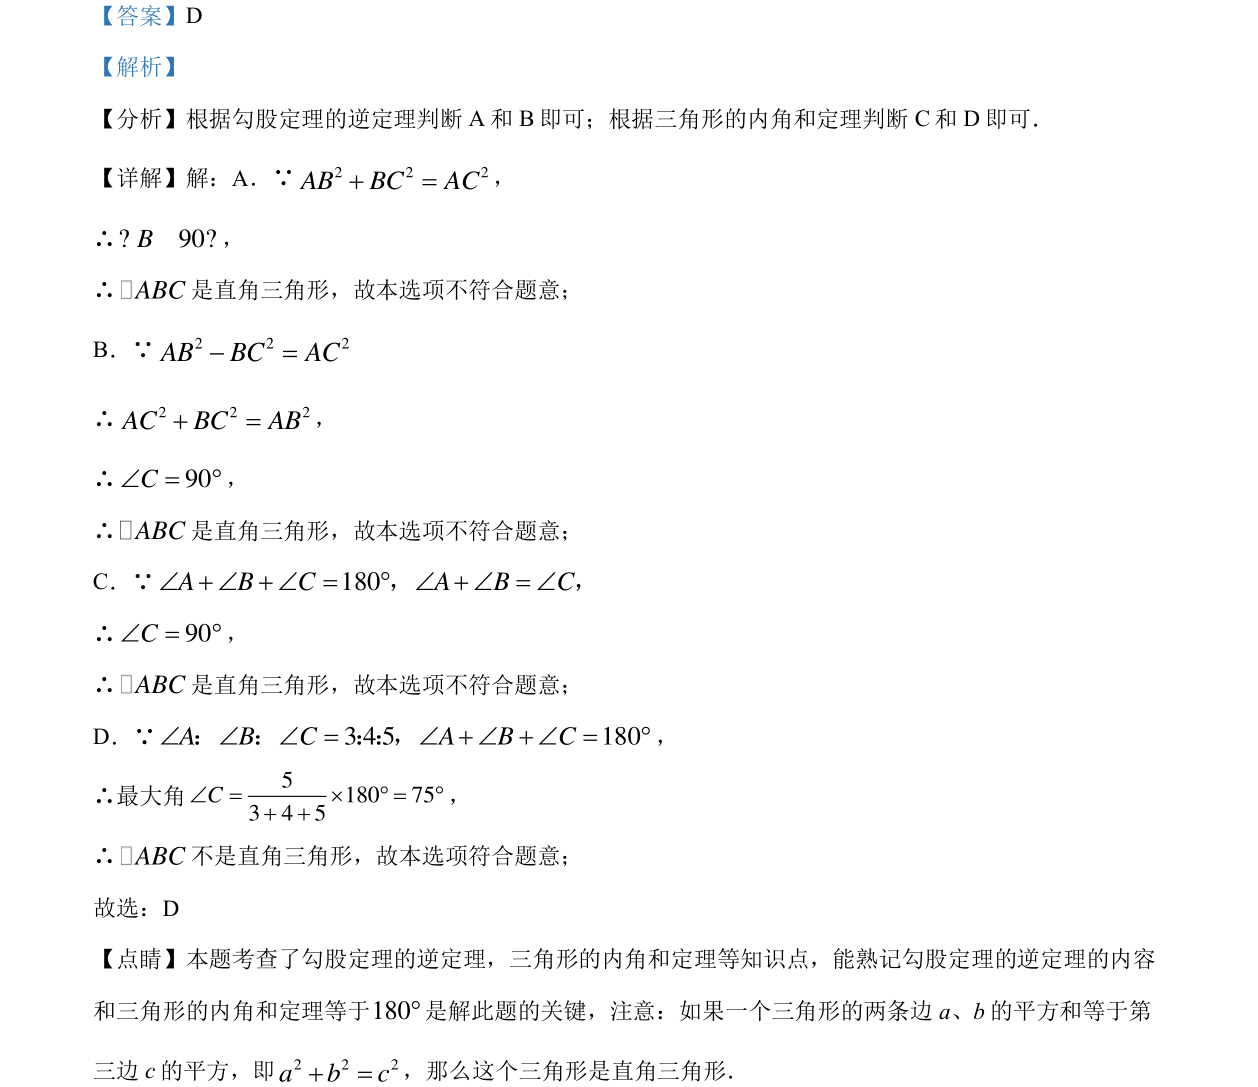 【答案】D
【解析】
【分析】根据勾股定理的逆定理判断 A 和 B 即可；根据三角形的内角和定理判断 C 和 D 即可．
【详解】解：A．∵ AB² + BC² = AC²，
∴ ? B 90?，
∴ □ABC 是直角三角形，故本选项不符合题意；
B．∵ AB² − BC² = AC²
∴ AC² + BC² = AB²，
∴ ∠C = 90°，
∴ □ABC 是直角三角形，故本选项不符合题意；
C．∵ ∠A + ∠B + ∠C = 180°，∠A + ∠B = ∠C，
∴ ∠C = 90°，
∴ □ABC 是直角三角形，故本选项不符合题意；
D．∵ ∠A：∠B：∠C = 3:4:5，∠A + ∠B + ∠C = 180°，
∴最大角 ∠C = 5/(3+4+5) ×180° = 75°，
∴ □ABC 不是直角三角形，故本选项符合题意；
故选：D
【点睛】本题考查了勾股定理的逆定理，三角形的内角和定理等知识点，能熟记勾股定理的逆定理的内容
和三角形的内角和定理等于180°是解此题的关键，注意：如果一个三角形的两条边 a、b 的平方和等于第
三边 c 的平方，即 a² + b² = c²，那么这个三角形是直角三角形．